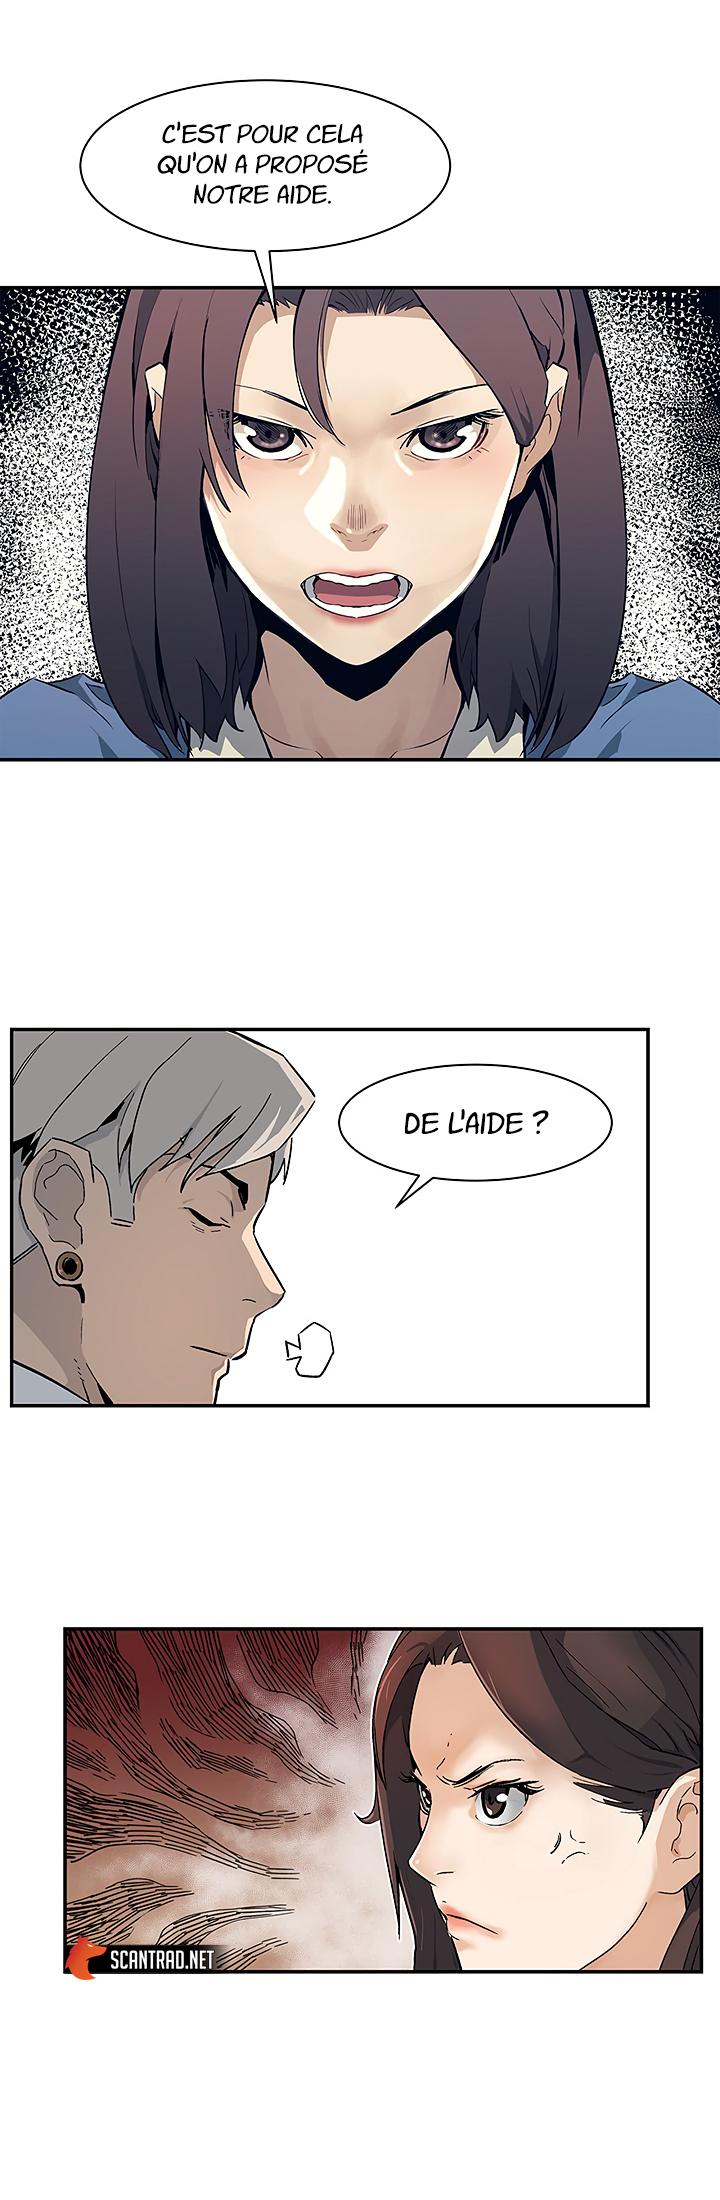 C'EST POUR CELA
QU'ON A PROPOSÉ
NOTRE AIDE.
DE L'AIDE ?
SCANTRAD.NET